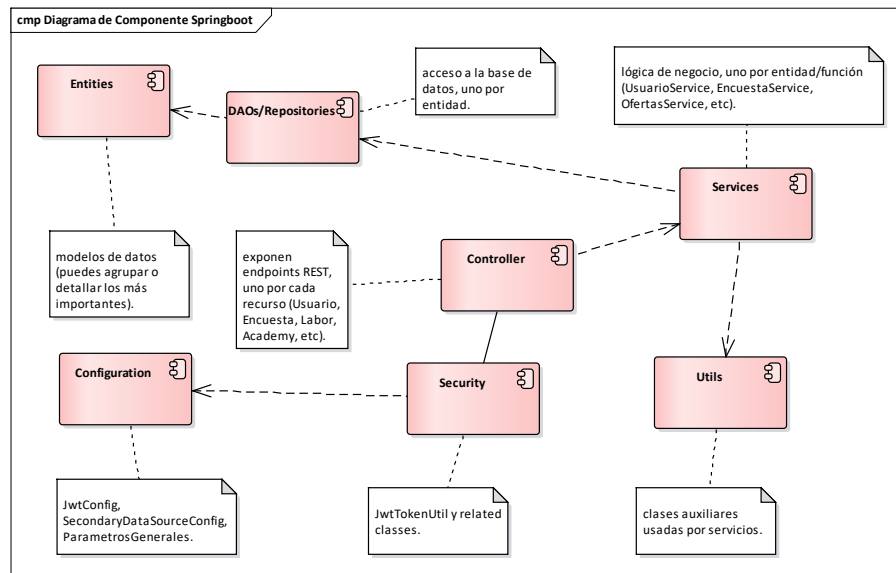 cmp Diagrama de Componente Springboot
Entities
DAOs/Repositories
acceso a la base de
datos, uno por
entidad.
lógica de negocio, uno por entidad/función
(UsuarioService, EncuestaService,
OfertasService, etc).
Services
modelos de datos
(puedes agrupar o
detallar los más
importantes).
exponen
endpoints REST,
uno por cada
recurso (Usuario,
Encuesta, Labor,
Academy, etc).
Controller
Configuration
Security
Utils
JwtConfig,
SecondaryDataSourceConfig,
ParametrosGenerales.
JwtTokenUtil y related
classes.
clases auxiliares
usadas por servicios.